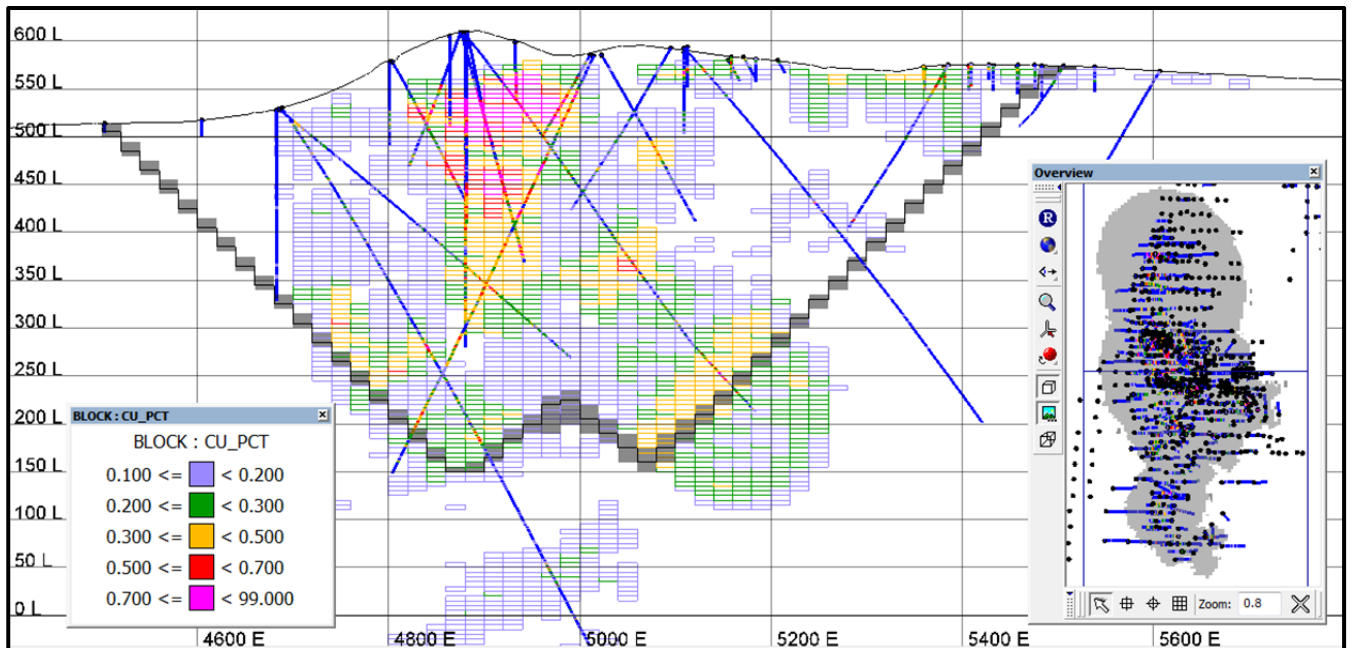 600 L
550 L
500 L
450 L
400 L
350 L
300 L
250 L
200 L
150 L
100 L
50 L
0 L
4600 E 4800 E 5000 E 5200 E 5400 E 5600 E
BLOCK : CU_PCT
BLOCK : CU_PCT
0.100 <= < 0.200
0.200 <= < 0.300
0.300 <= < 0.500
0.500 <= < 0.700
0.700 <= < 99.000
Overview
R
Zoom: 0.8